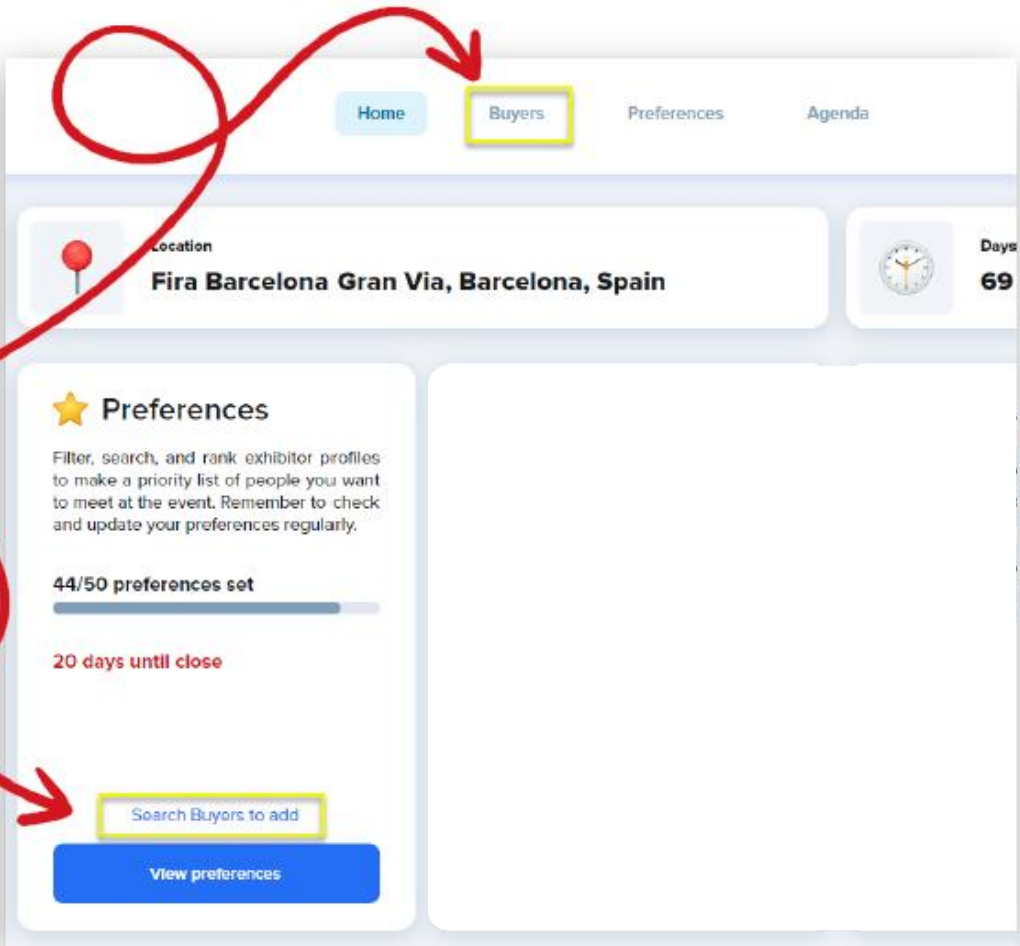 Home Buyers Preferences Agenda
Location
Fira Barcelona Gran Via, Barcelona, Spain
Days
69
Preferences
Filter, search, and rank exhibitor profiles
to make a priority list of people you want
to meet at the event. Remember to check
and update your preferences regularly.
44/50 preferences set
20 days until close
Search Buyers to add
View preferences